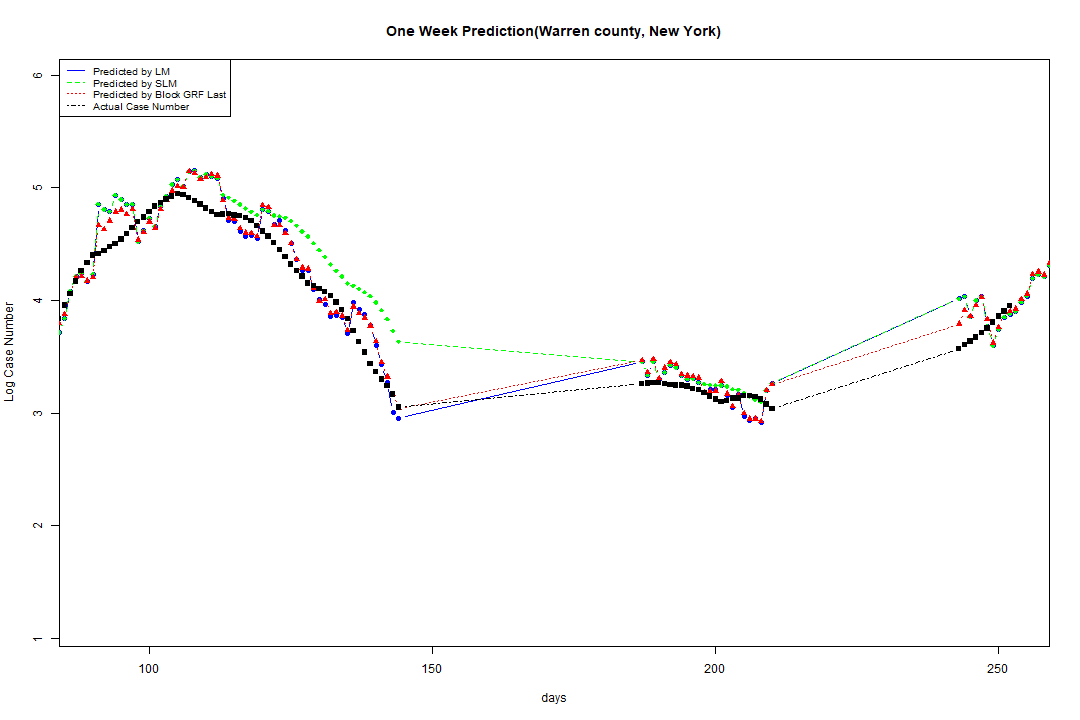 One Week Prediction(Warren county, New York)
Predicted by LM
Predicted by SLM
Predicted by Block GRF Last
Actual Case Number
6
5
4
3
2
1
Log Case Number
100
150
200
250
days